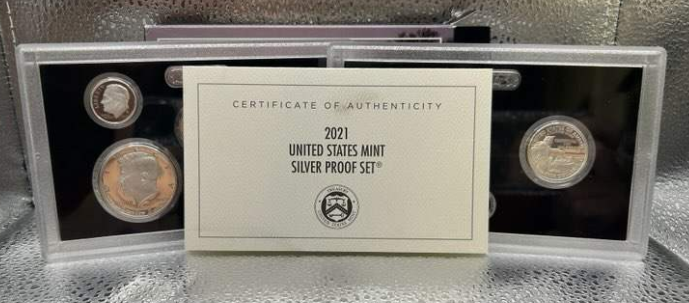 CERTIFICATE OF AUTHENTICITY
2021
UNITED STATES MINT
SILVER PROOF SET®